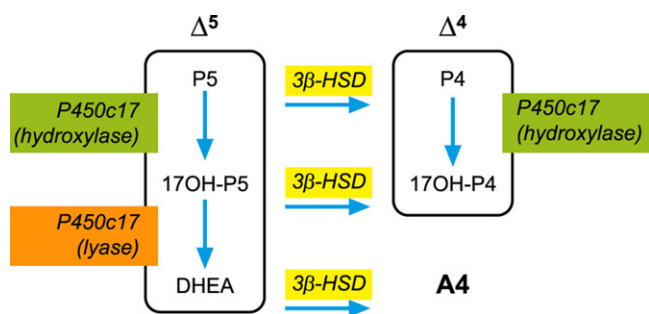 Δ⁵
Δ⁴
P5
3β-HSD
P4
P450c17
(hydroxylase)
P450c17
(hydroxylase)
17OH-P5
3β-HSD
17OH-P4
P450c17
(lyase)
DHEA
3β-HSD
A4